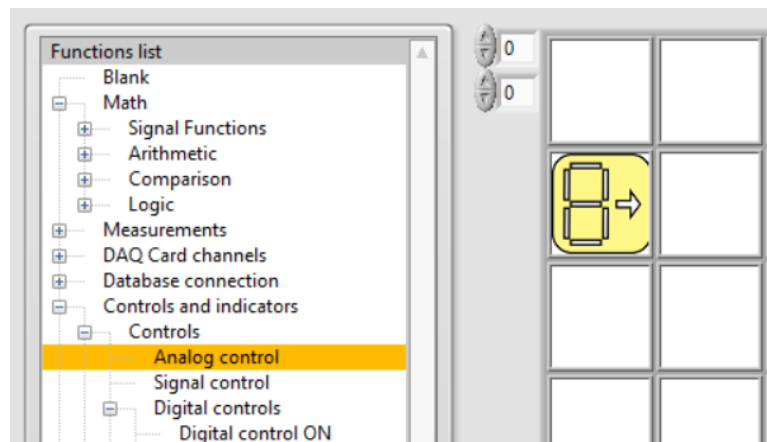 Functions list
Blank
Math
Signal Functions
Arithmetic
Comparison
Logic
Measurements
DAQ Card channels
Database connection
Controls and indicators
Controls
Analog control
Signal control
Digital controls
Digital control ON
0
0